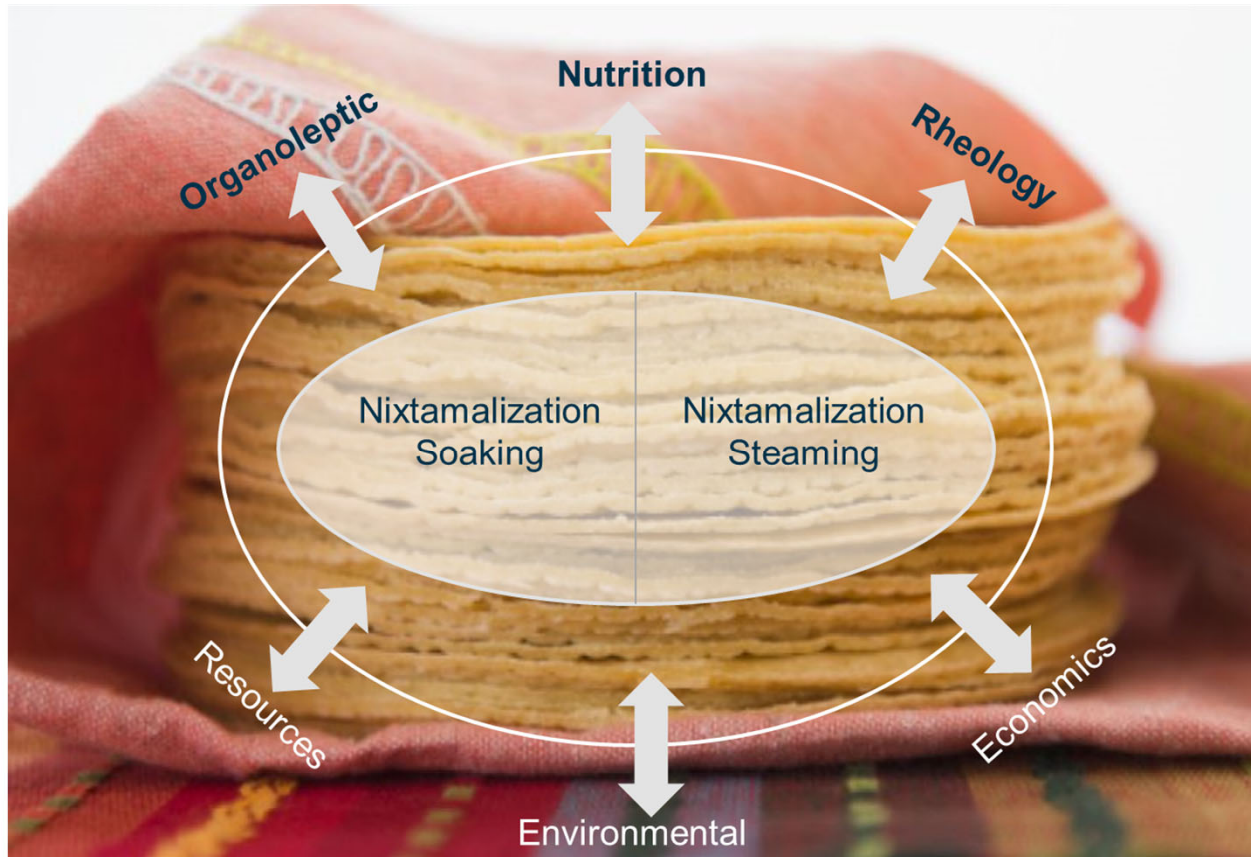 Nutrition
Organoleptic
Rheology
Nixtamalization
Soaking
Nixtamalization
Steaming
Resources
Economics
Environmental